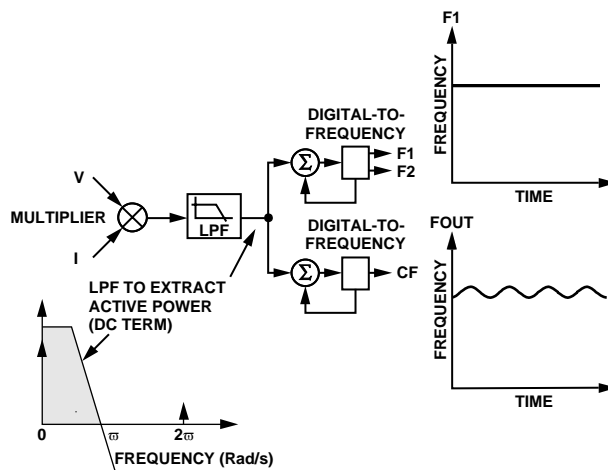 F1
FREQUENCY
TIME
DIGITAL-TO-
FREQUENCY
V
Σ
F1
F2
MULTIPLIER
LPF
I
DIGITAL-TO-
FREQUENCY
Σ
CF
FOUT
FREQUENCY
TIME
LPF TO EXTRACT
ACTIVE POWER
(DC TERM)
0
ϖ
2ϖ
FREQUENCY (Rad/s)